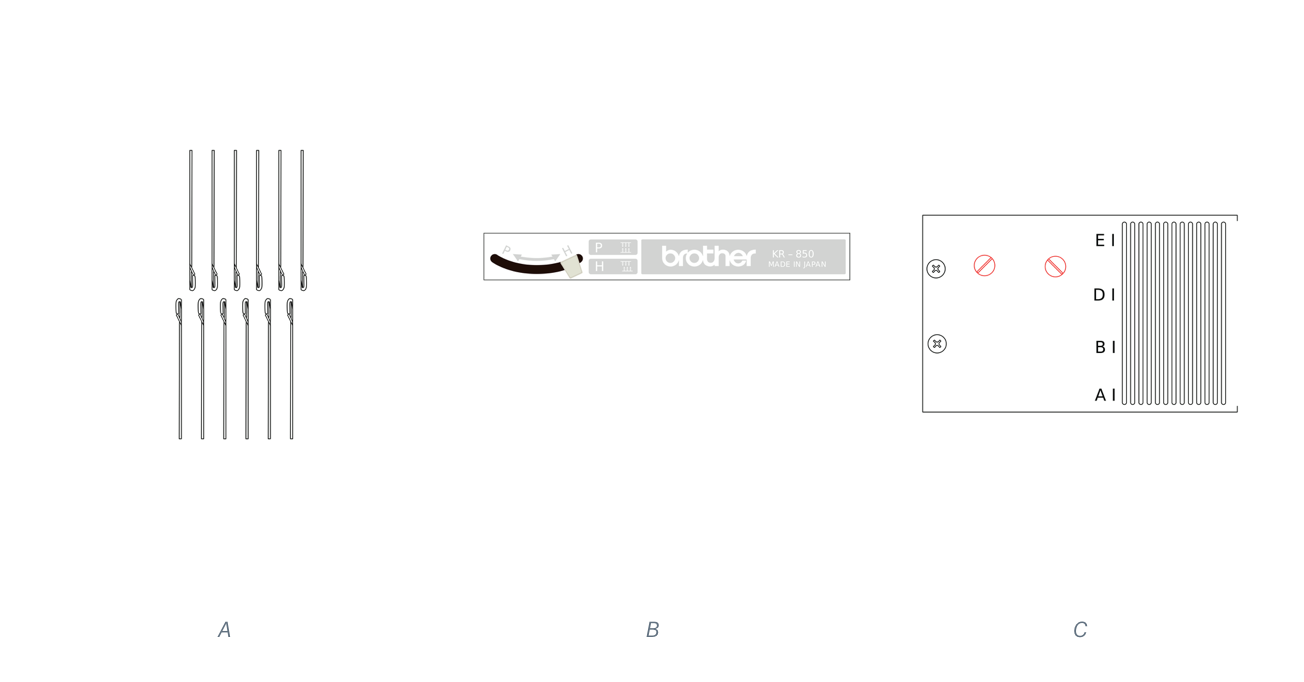 P H
P
H
brother
KR – 850
MADE IN JAPAN
E I
D I
B I
A I
A
B
C